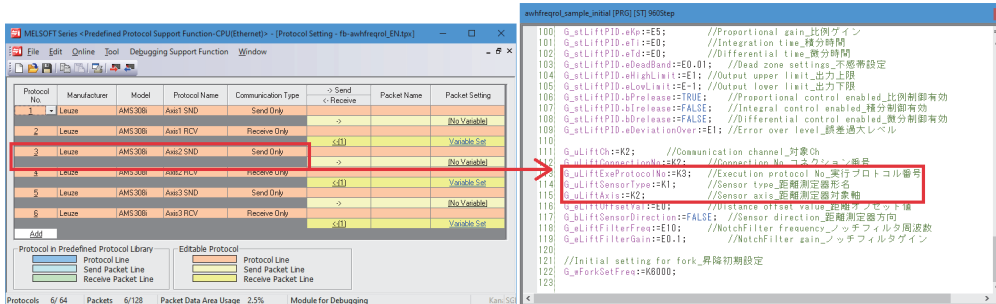 MELSOFT Series <Predefined Protocol Support Function-CPU(Ethernet)> - [Protocol Setting - fb-awhfreqrol_EN.tpx]
File Edit Online Tool Debugging Support Function Window
Protocol No. Manufacturer Model Protocol Name Communication Type -> Send <- Receive Packet Name Packet Setting
1 Leuze AMS308i Axis1 SND Send Only
-> [No Variable]
2 Leuze AMS308i Axis1 RCV Receive Only
<-(1) Variable Set
3 Leuze AMS308i Axis2 SND Send Only
-> [No Variable]
4 Leuze AMS308i Axis2 RCV Receive Only
<-(1) Variable Set
5 Leuze AMS308i Axis3 SND Send Only
-> [No Variable]
6 Leuze AMS308i Axis3 RCV Receive Only
<-(1) Variable Set
Add
Protocol in Predefined Protocol Library
Protocol Line
Send Packet Line
Receive Packet Line
Editable Protocol
Protocol Line
Send Packet Line
Receive Packet Line
Protocols 6/ 64 Packets 6/128 Packet Data Area Usage 2.5% Module for Debugging
awhfreqrol_sample_initial [PRG] [ST] 960Step
100 G_stLiftPID.eKp:=E5; //Proportional gain_比例ゲイン
101 G_stLiftPID.eTi:=E0; //Integration time_積分時間
102 G_stLiftPID.eTd:=E0; //Differential time_微分時間
103 G_stLiftPID.eDeadBand:=E0.01; //Dead zone settings_不感帯設定
104 G_stLiftPID.eHighLimit:=E1; //Output upper limit_出力上限
105 G_stLiftPID.eLowLimit:=E-1; //Output lower limit_出力下限
106 G_stLiftPID.bPrelease:=TRUE; //Proportional control enabled_比例制御有効
107 G_stLiftPID.bIrelease:=FALSE; //Integral control enabled_積分制御有効
108 G_stLiftPID.bDrelease:=FALSE; //Differential control enabled_微分制御有効
109 G_stLiftPID.eDeviationOver:=E1; //Error over level_誤差過大レベル
110
111 G_uLiftCh:=K2; //Communication channel_対象Ch
112 G_uLiftConnectionNo:=K2; //Connection No_コネクション番号
113 G_uLiftExeProtocolNo:=K3; //Execution protocol No_実行プロトコル番号
114 G_uLiftSensorType:=K1; //Sensor type_距離測定器形名
115 G_uLiftAxis:=K2; //Sensor axis_距離測定器対象軸
116 G_eLiftOffsetVal:=E0; //Distance offset value_距離オフセット値
117 G_bLiftSensorDirection:=FALSE; //Sensor direction_距離測定器方向
118 G_eLiftFilterFreq:=E10; //NotchFilter frequency_ノッチフィルタ周波数
119 G_eLiftFilterGain:=E0.1; //NotchFilter gain_ノッチフィルタゲイン
120
121 //Initial setting for fork_昇降初期設定
122 G_wForkSetFreq:=K6000;
123